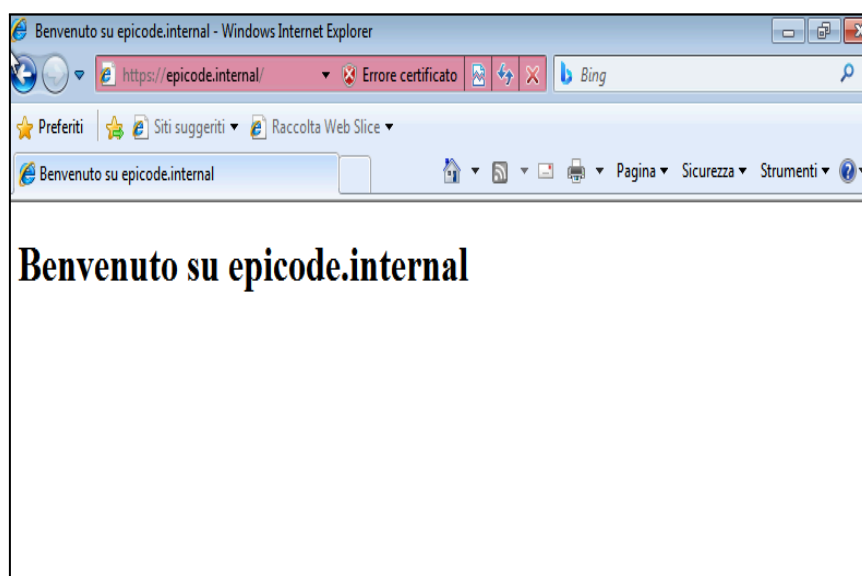 Benvenuto su epicode.internal - Windows Internet Explorer
https://epicode.internal/ Errore certificato Bing
Preferiti Siti suggeriti Raccolta Web Slice
Benvenuto su epicode.internal Pagina Sicurezza Strumenti
Benvenuto su epicode.internal